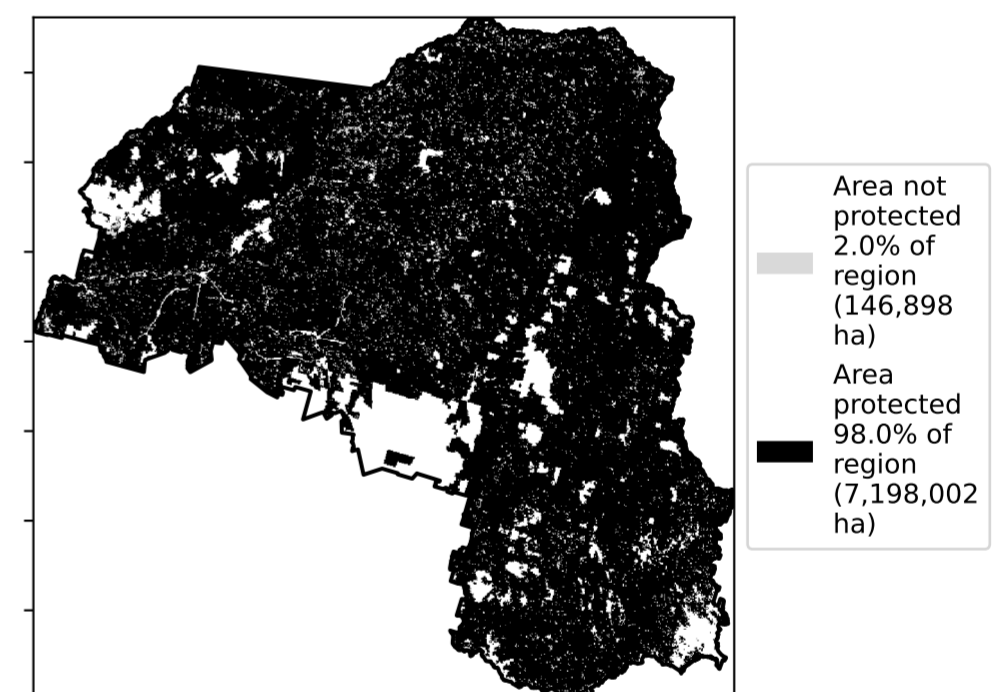 Area not
protected
2.0% of
region
(146,898
ha)
Area
protected
98.0% of
region
(7,198,002
ha)